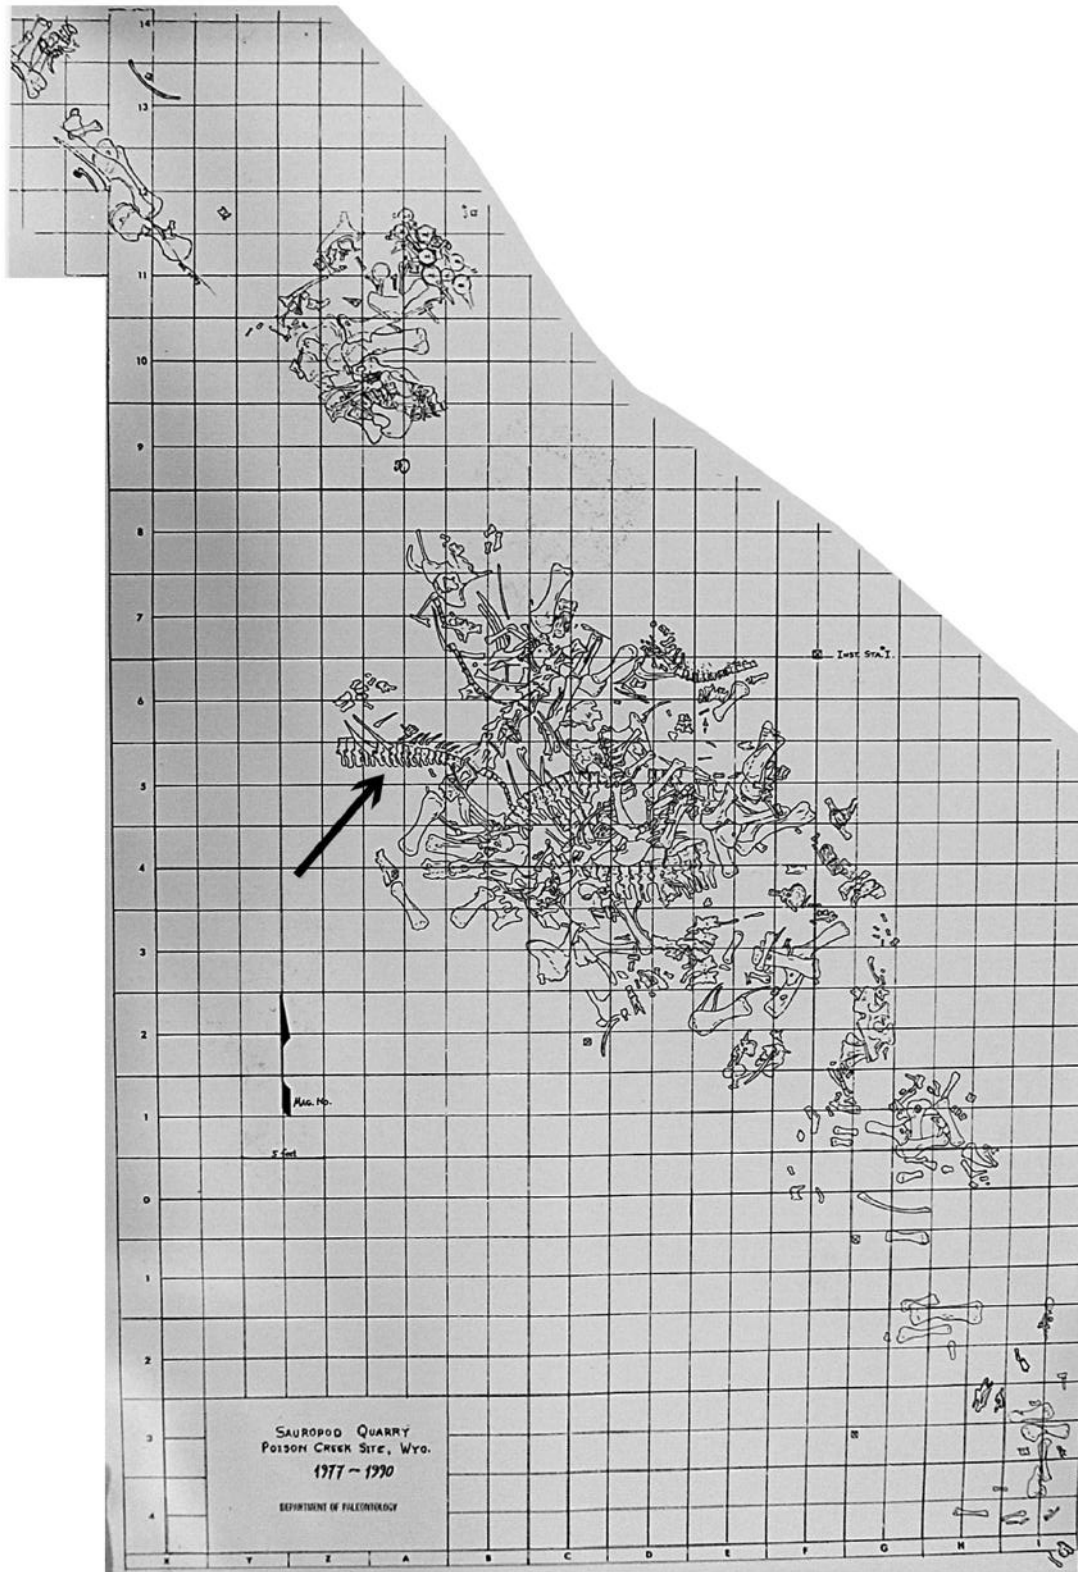 14
13
12
11
10
9
8
7
INST. STA. I.
6
5
4
3
2
MAG. NO.
1
5 feet
0
1
2
SAUROPOD QUARRY
POISON CREEK SITE, WYO.
1977 ~ 1990
3
DEPARTMENT OF PALEONTOLOGY
4
X Y Z A B C D E F G H I